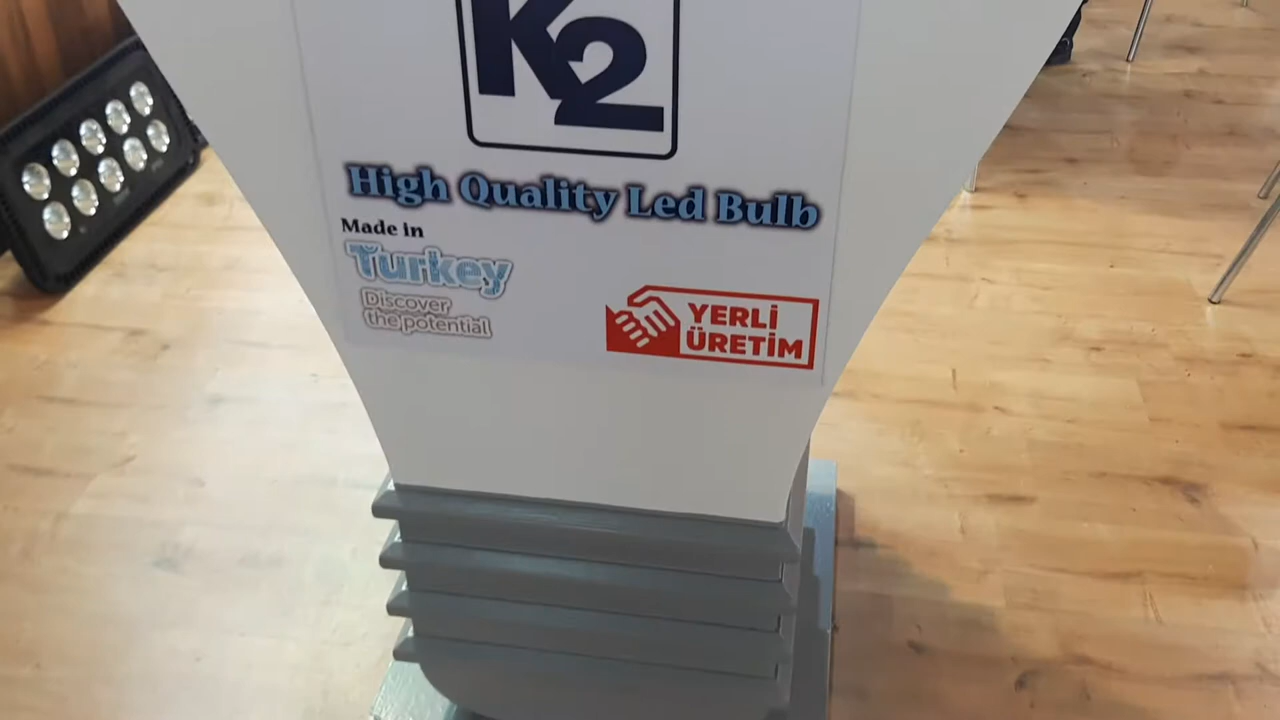 K2
High Quality Led Bulb
Made in
Turkey
Discover
the potential
YERLİ
ÜRETİM